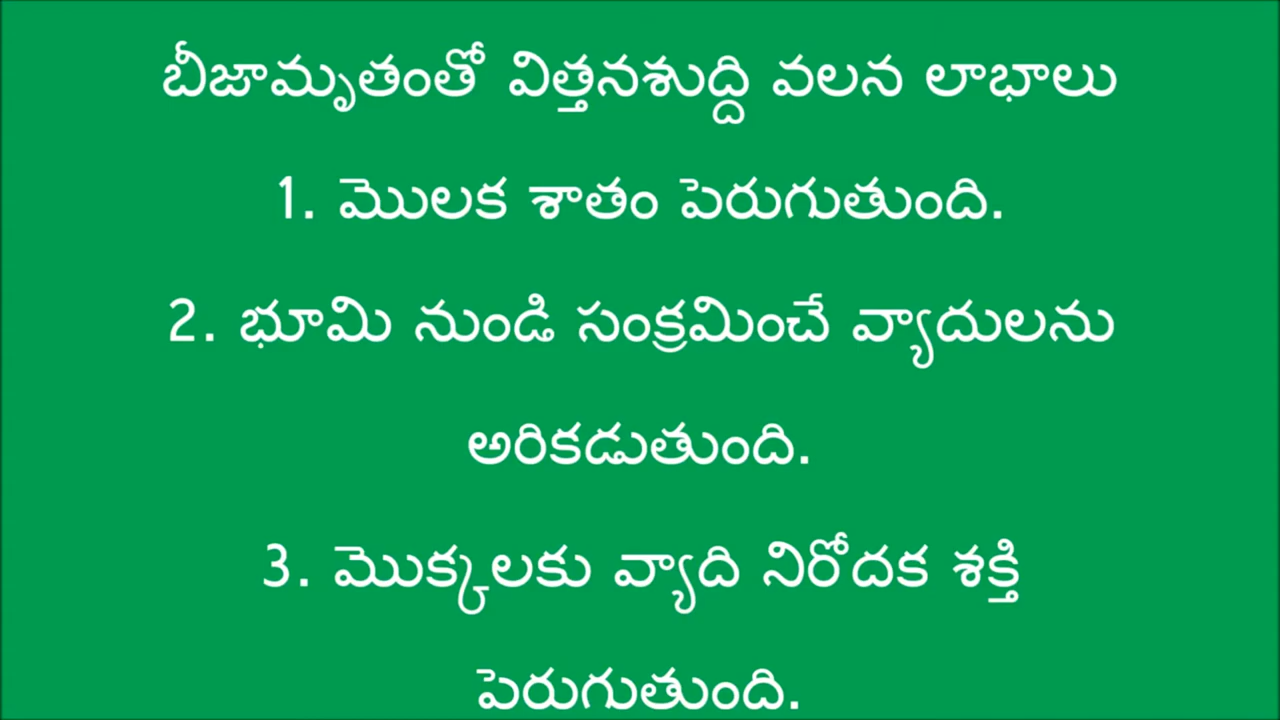 బీజామృతంతో విత్తనశుద్ది వలన లాభాలు
1. మొలక శాతం పెరుగుతుంది.
2. భూమి నుండి సంక్రమించే వ్యాదులను
అరికడుతుంది.
3. మొక్కలకు వ్యాది నిరోదక శక్తి
పెరుగుతుంది.